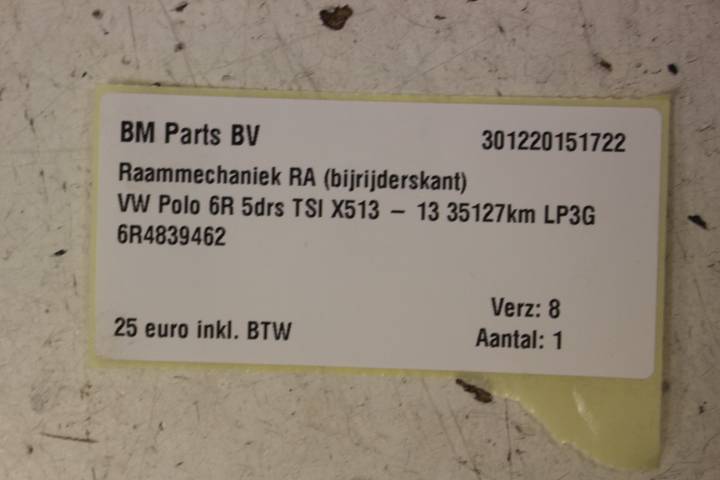 BM Parts BV 301220151722
Raammechaniek RA (bijrijderskant)
VW Polo 6R 5drs TSI X513 – 13 35127km LP3G
6R4839462
Verz: 8
25 euro inkl. BTW Aantal: 1